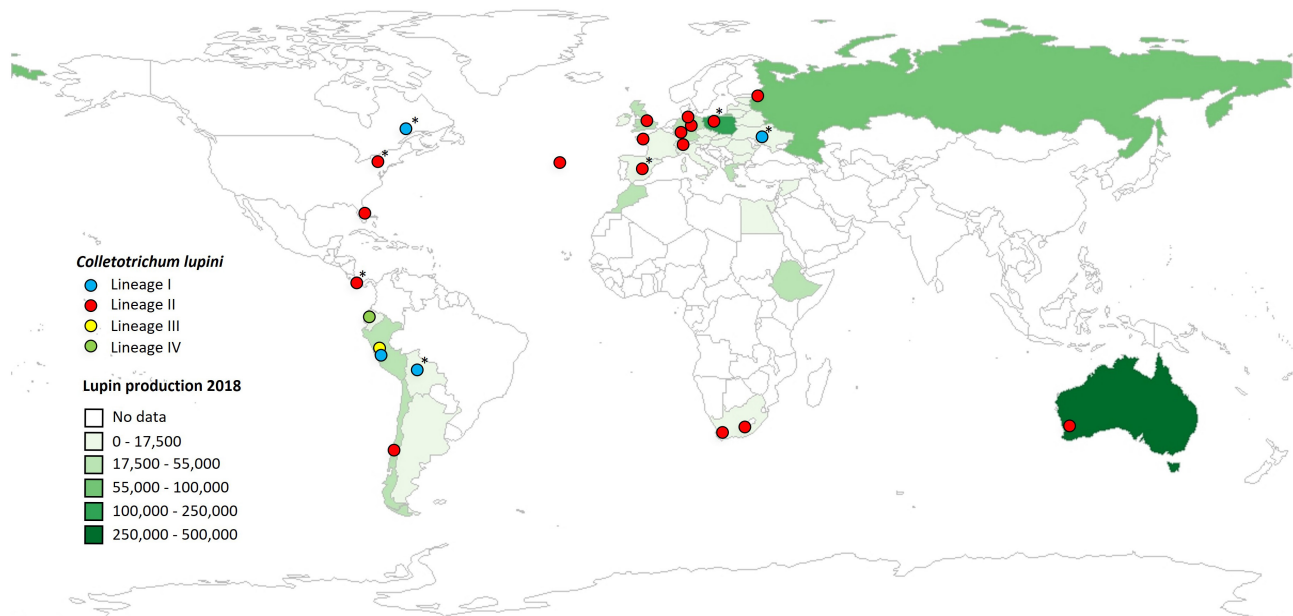 *
*
*
*
*
*
*
Colletotrichum lupini
Lineage I
Lineage II
Lineage III
Lineage IV
Lupin production 2018
No data
0 - 17,500
17,500 - 55,000
55,000 - 100,000
100,000 - 250,000
250,000 - 500,000